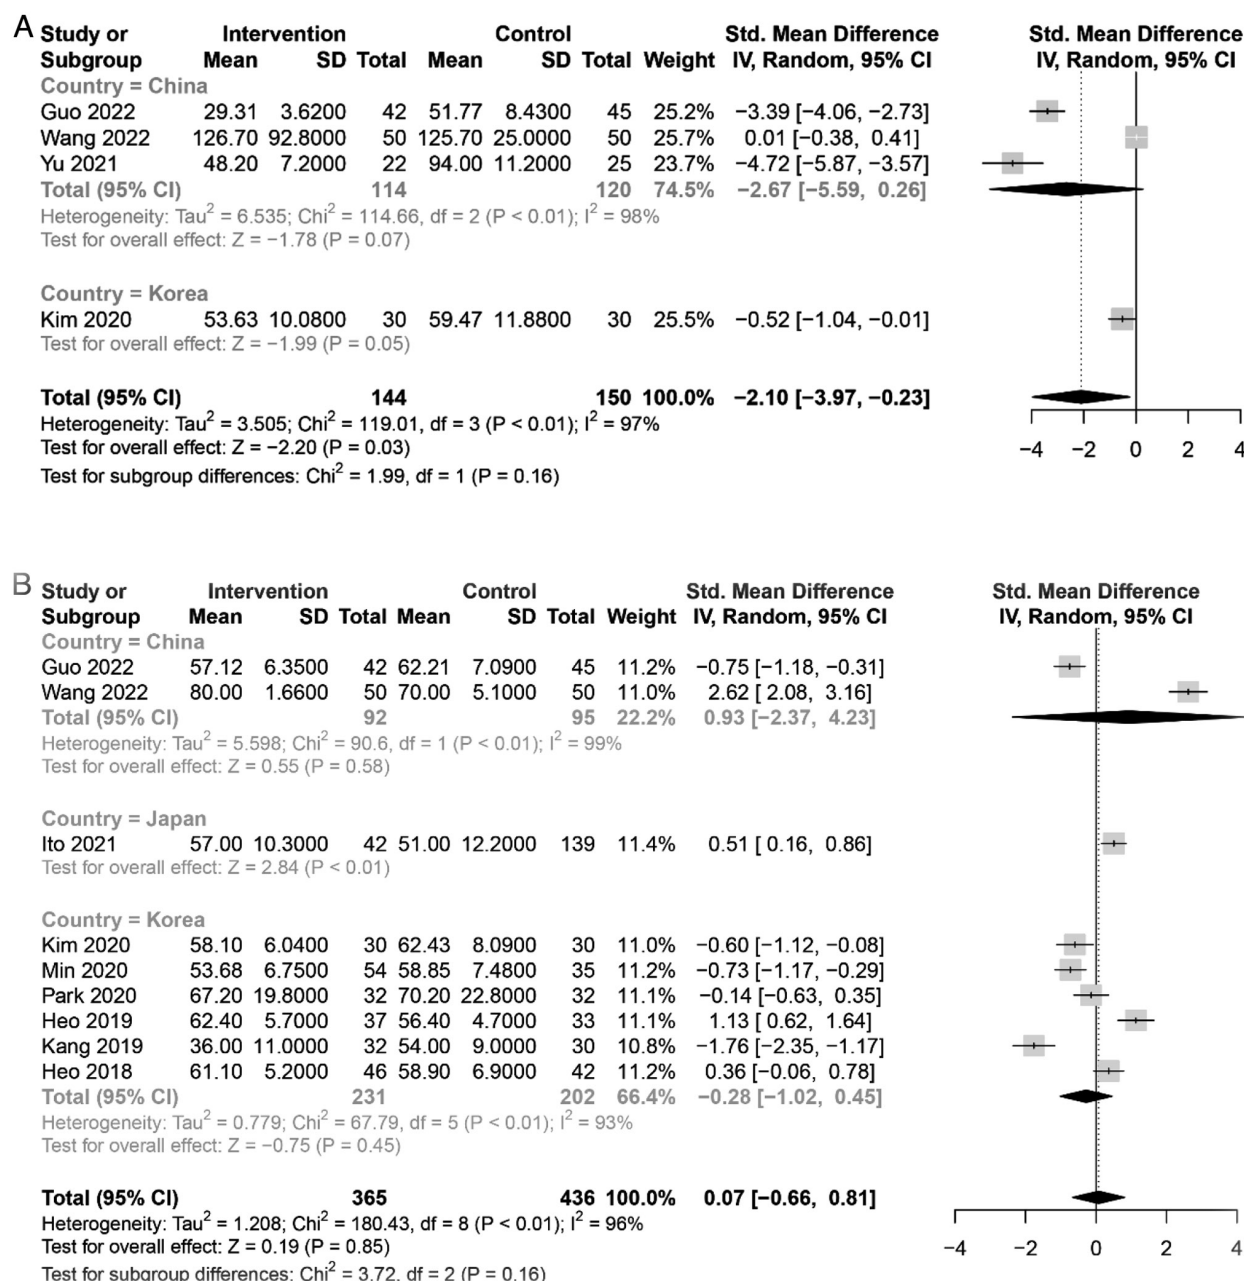 A Study or Intervention Control Std. Mean Difference Std. Mean Difference
Subgroup Mean SD Total Mean SD Total Weight IV, Random, 95% CI IV, Random, 95% CI
Country = China
Guo 2022 29.31 3.6200 42 51.77 8.4300 45 25.2% −3.39 [−4.06, −2.73]
Wang 2022 126.70 92.8000 50 125.70 25.0000 50 25.7% 0.01 [−0.38, 0.41]
Yu 2021 48.20 7.2000 22 94.00 11.2000 25 23.7% −4.72 [−5.87, −3.57]
Total (95% CI) 114 120 74.5% −2.67 [−5.59, 0.26]
Heterogeneity: Tau² = 6.535; Chi² = 114.66, df = 2 (P < 0.01); I² = 98%
Test for overall effect: Z = −1.78 (P = 0.07)
Country = Korea
Kim 2020 53.63 10.0800 30 59.47 11.8800 30 25.5% −0.52 [−1.04, −0.01]
Test for overall effect: Z = −1.99 (P = 0.05)
Total (95% CI) 144 150 100.0% −2.10 [−3.97, −0.23]
Heterogeneity: Tau² = 3.505; Chi² = 119.01, df = 3 (P < 0.01); I² = 97%
Test for overall effect: Z = −2.20 (P = 0.03)
−4 −2 0 2 4
Test for subgroup differences: Chi² = 1.99, df = 1 (P = 0.16)
B Study or Intervention Control Std. Mean Difference Std. Mean Difference
Subgroup Mean SD Total Mean SD Total Weight IV, Random, 95% CI IV, Random, 95% CI
Country = China
Guo 2022 57.12 6.3500 42 62.21 7.0900 45 11.2% −0.75 [−1.18, −0.31]
Wang 2022 80.00 1.6600 50 70.00 5.1000 50 11.0% 2.62 [ 2.08, 3.16]
Total (95% CI) 92 95 22.2% 0.93 [−2.37, 4.23]
Heterogeneity: Tau² = 5.598; Chi² = 90.6, df = 1 (P < 0.01); I² = 99%
Test for overall effect: Z = 0.55 (P = 0.58)
Country = Japan
Ito 2021 57.00 10.3000 42 51.00 12.2000 139 11.4% 0.51 [ 0.16, 0.86]
Test for overall effect: Z = 2.84 (P < 0.01)
Country = Korea
Kim 2020 58.10 6.0400 30 62.43 8.0900 30 11.0% −0.60 [−1.12, −0.08]
Min 2020 53.68 6.7500 54 58.85 7.4800 35 11.2% −0.73 [−1.17, −0.29]
Park 2020 67.20 19.8000 32 70.20 22.8000 32 11.1% −0.14 [−0.63, 0.35]
Heo 2019 62.40 5.7000 37 56.40 4.7000 33 11.1% 1.13 [ 0.62, 1.64]
Kang 2019 36.00 11.0000 32 54.00 9.0000 30 10.8% −1.76 [−2.35, −1.17]
Heo 2018 61.10 5.2000 46 58.90 6.9000 42 11.2% 0.36 [−0.06, 0.78]
Total (95% CI) 231 202 66.4% −0.28 [−1.02, 0.45]
Heterogeneity: Tau² = 0.779; Chi² = 67.79, df = 5 (P < 0.01); I² = 93%
Test for overall effect: Z = −0.75 (P = 0.45)
Total (95% CI) 365 436 100.0% 0.07 [−0.66, 0.81]
Heterogeneity: Tau² = 1.208; Chi² = 180.43, df = 8 (P < 0.01); I² = 96%
Test for overall effect: Z = 0.19 (P = 0.85)
−4 −2 0 2 4
Test for subgroup differences: Chi² = 3.72, df = 2 (P = 0.16)